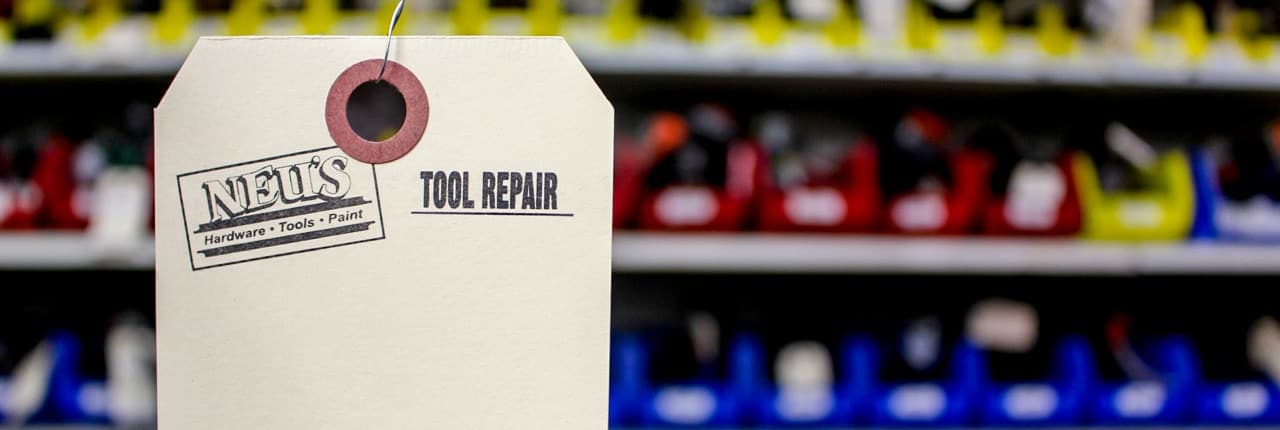 NEU'S
Hardware • Tools • Paint
TOOL REPAIR